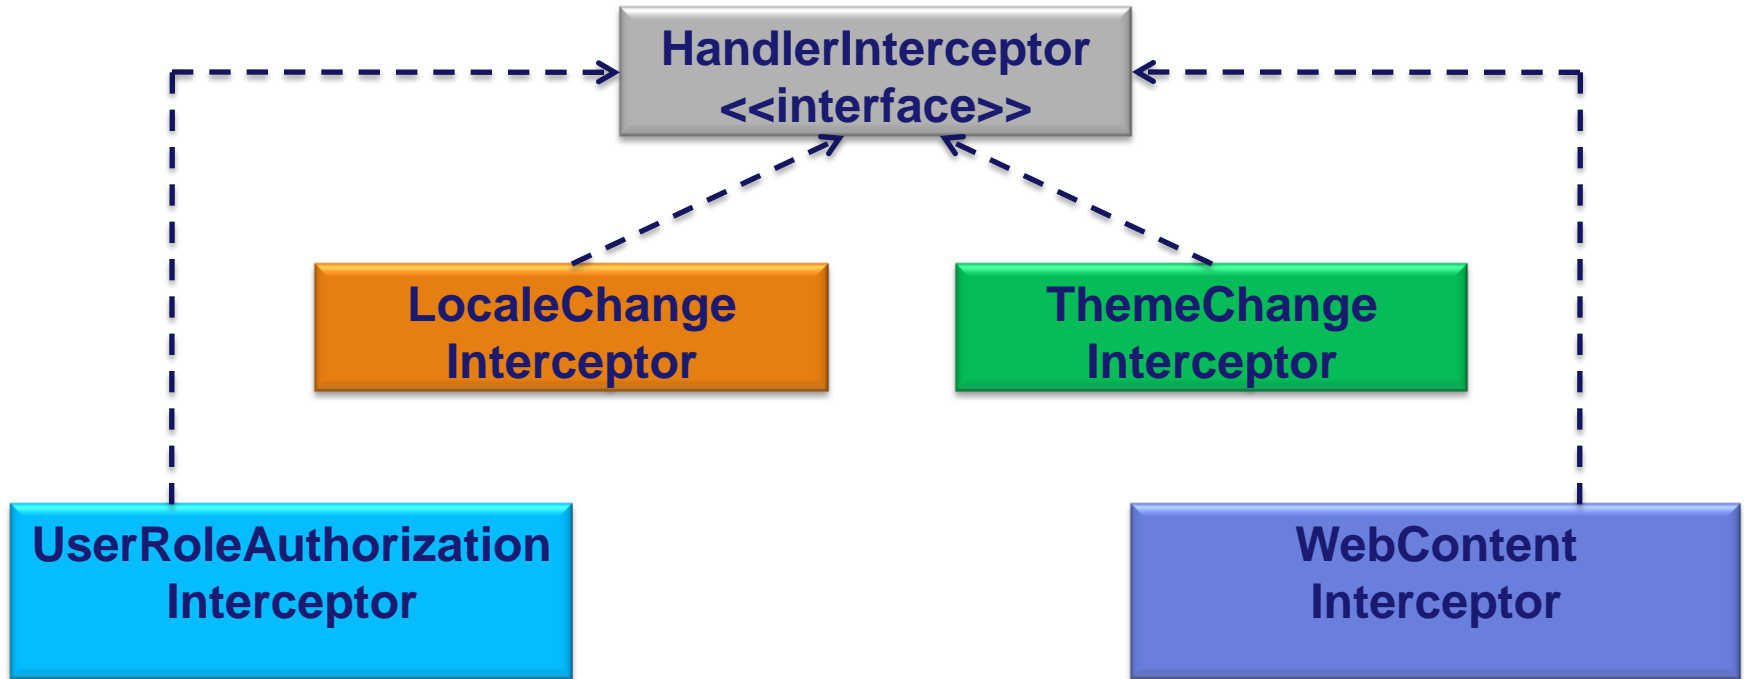 HandlerInterceptor
<<interface>>
LocaleChange
Interceptor
ThemeChange
Interceptor
UserRoleAuthorization
Interceptor
WebContent
Interceptor